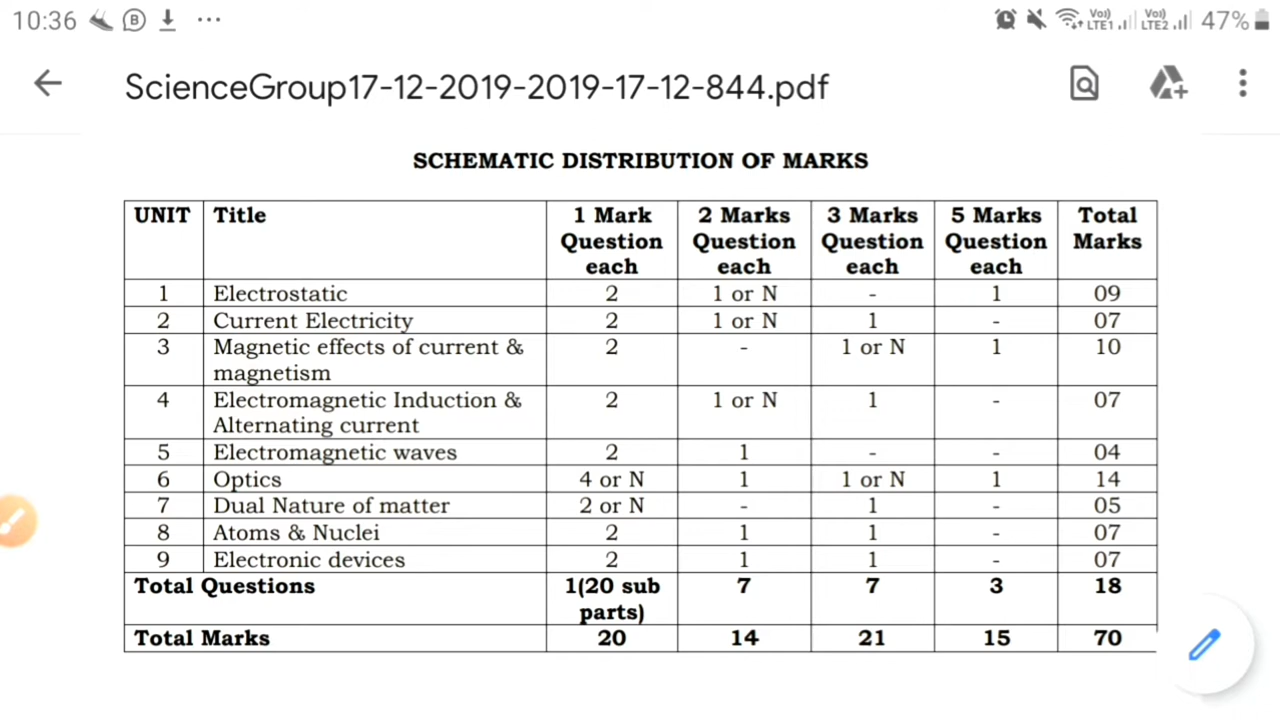 10:36 B ... Vo)) LTE1 Vo)) LTE2 47%
ScienceGroup17-12-2019-2019-17-12-844.pdf
SCHEMATIC DISTRIBUTION OF MARKS
UNIT Title 1 Mark Question each 2 Marks Question each 3 Marks Question each 5 Marks Question each Total Marks
1 Electrostatic 2 1 or N - 1 09
2 Current Electricity 2 1 or N 1 - 07
3 Magnetic effects of current & magnetism 2 - 1 or N 1 10
4 Electromagnetic Induction & Alternating current 2 1 or N 1 - 07
5 Electromagnetic waves 2 1 - - 04
6 Optics 4 or N 1 1 or N 1 14
7 Dual Nature of matter 2 or N - 1 - 05
8 Atoms & Nuclei 2 1 1 - 07
9 Electronic devices 2 1 1 - 07
Total Questions 1(20 sub parts) 7 7 3 18
Total Marks 20 14 21 15 70